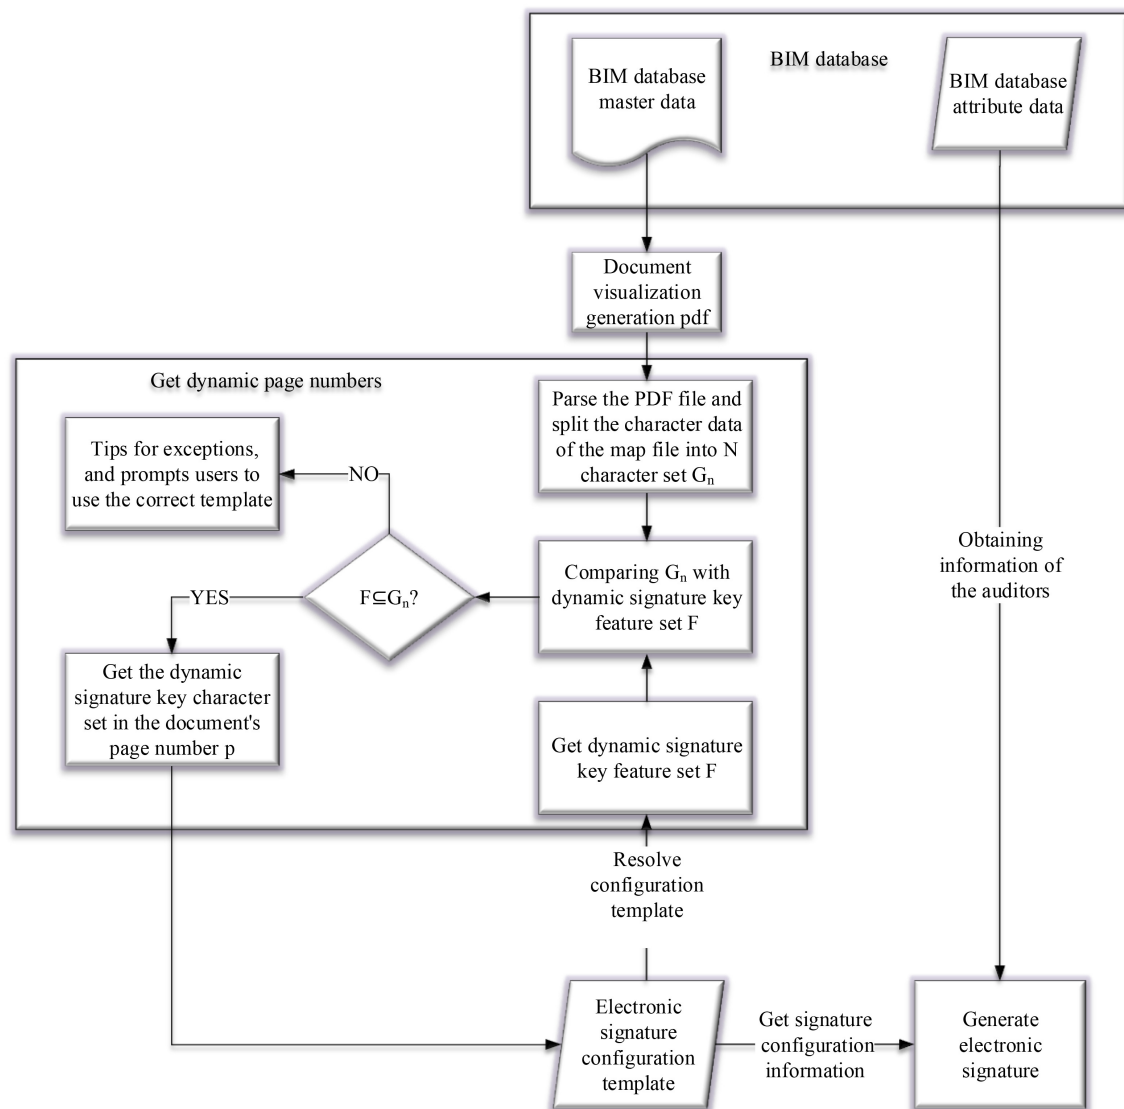 BIM database
BIM database
master data
BIM database
attribute data
Document
visualization
generation pdf
Get dynamic page numbers
Parse the PDF file and
split the character data
of the map file into N
character set Gn
Tips for exceptions,
and prompts users to
use the correct template
NO
Comparing Gn with
dynamic signature key
feature set F
F⊆Gn?
YES
Obtaining
information of
the auditors
Get the dynamic
signature key character
set in the document's
page number p
Get dynamic signature
key feature set F
Resolve
configuration
template
Electronic
signature
configuration
template
Get signature
configuration
information
Generate
electronic
signature